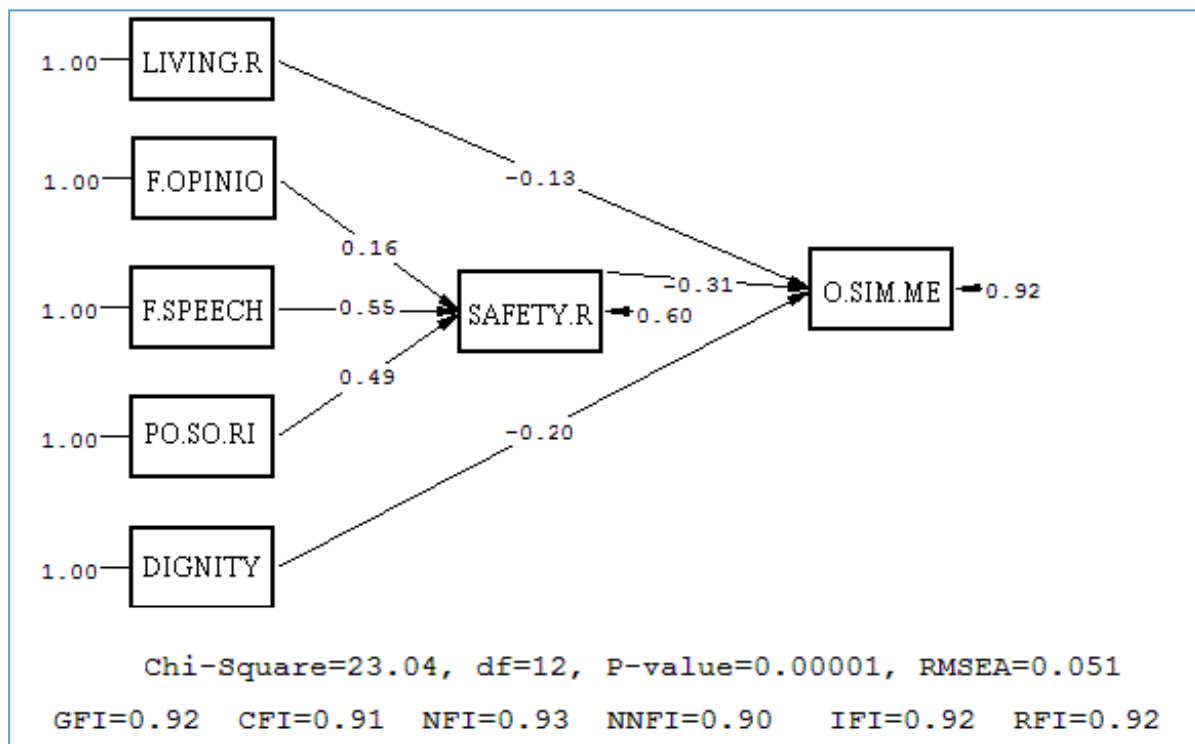 LIVING.R
1.00
-0.13
F.OPINIO
1.00
0.16
F.SPEECH
1.00
0.55
SAFETY.R
0.60
-0.31
O.SIM.ME
0.92
PO.SO.RI
1.00
0.49
-0.20
DIGNITY
1.00
Chi-Square=23.04, df=12, P-value=0.00001, RMSEA=0.051
GFI=0.92 CFI=0.91 NFI=0.93 NNFI=0.90 IFI=0.92 RFI=0.92